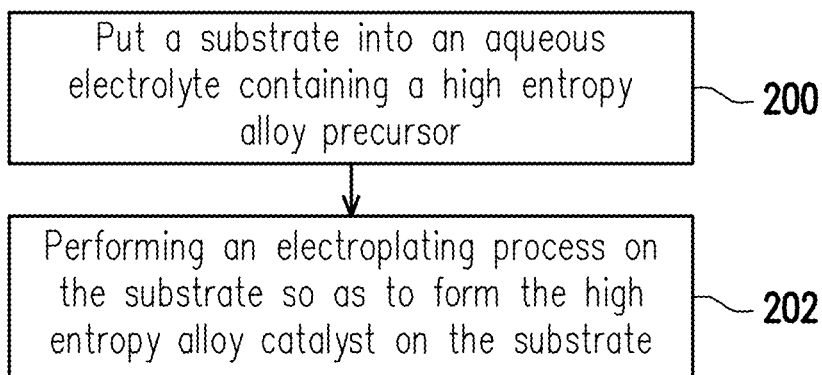 Put a substrate into an aqueous
electrolyte containing a high entropy
alloy precursor
200
Performing an electroplating process on
the substrate so as to form the high
entropy alloy catalyst on the substrate
202